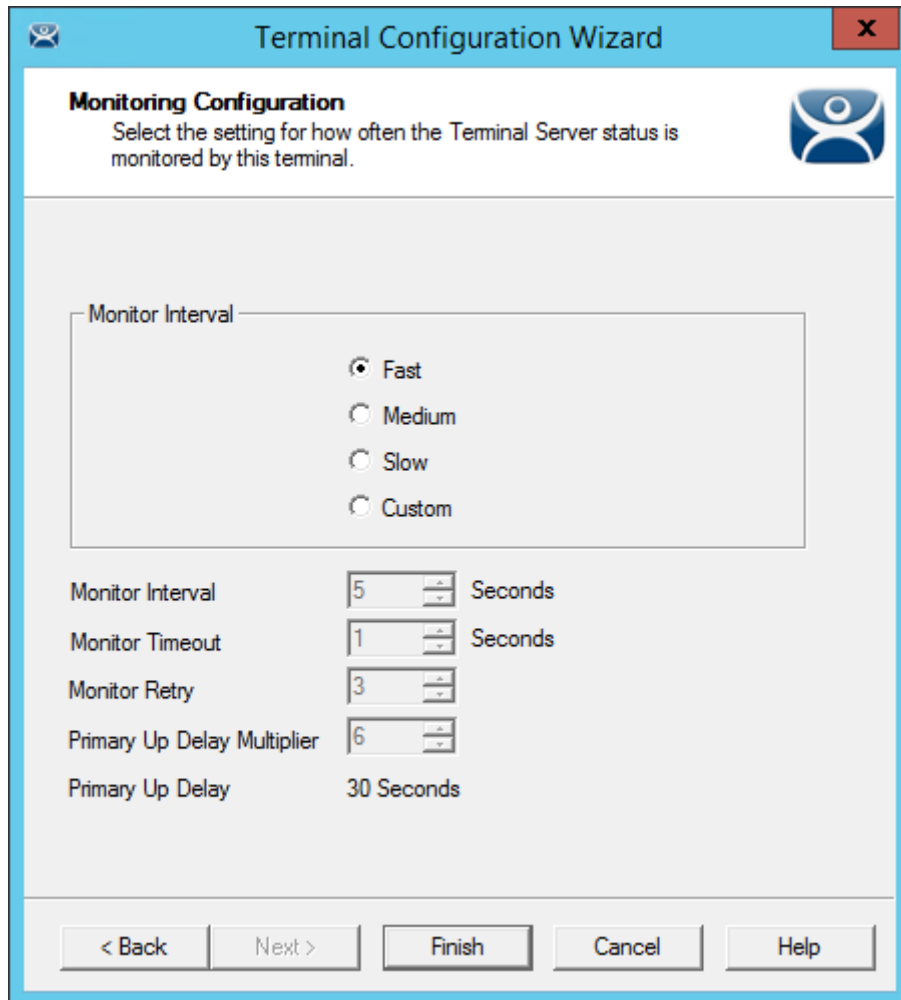 Terminal Configuration Wizard
x
Monitoring Configuration
Select the setting for how often the Terminal Server status is
monitored by this terminal.
Monitor Interval
Fast
Medium
Slow
Custom
Monitor Interval 5 Seconds
Monitor Timeout 1 Seconds
Monitor Retry 3
Primary Up Delay Multiplier 6
Primary Up Delay 30 Seconds
< Back Next > Finish Cancel Help